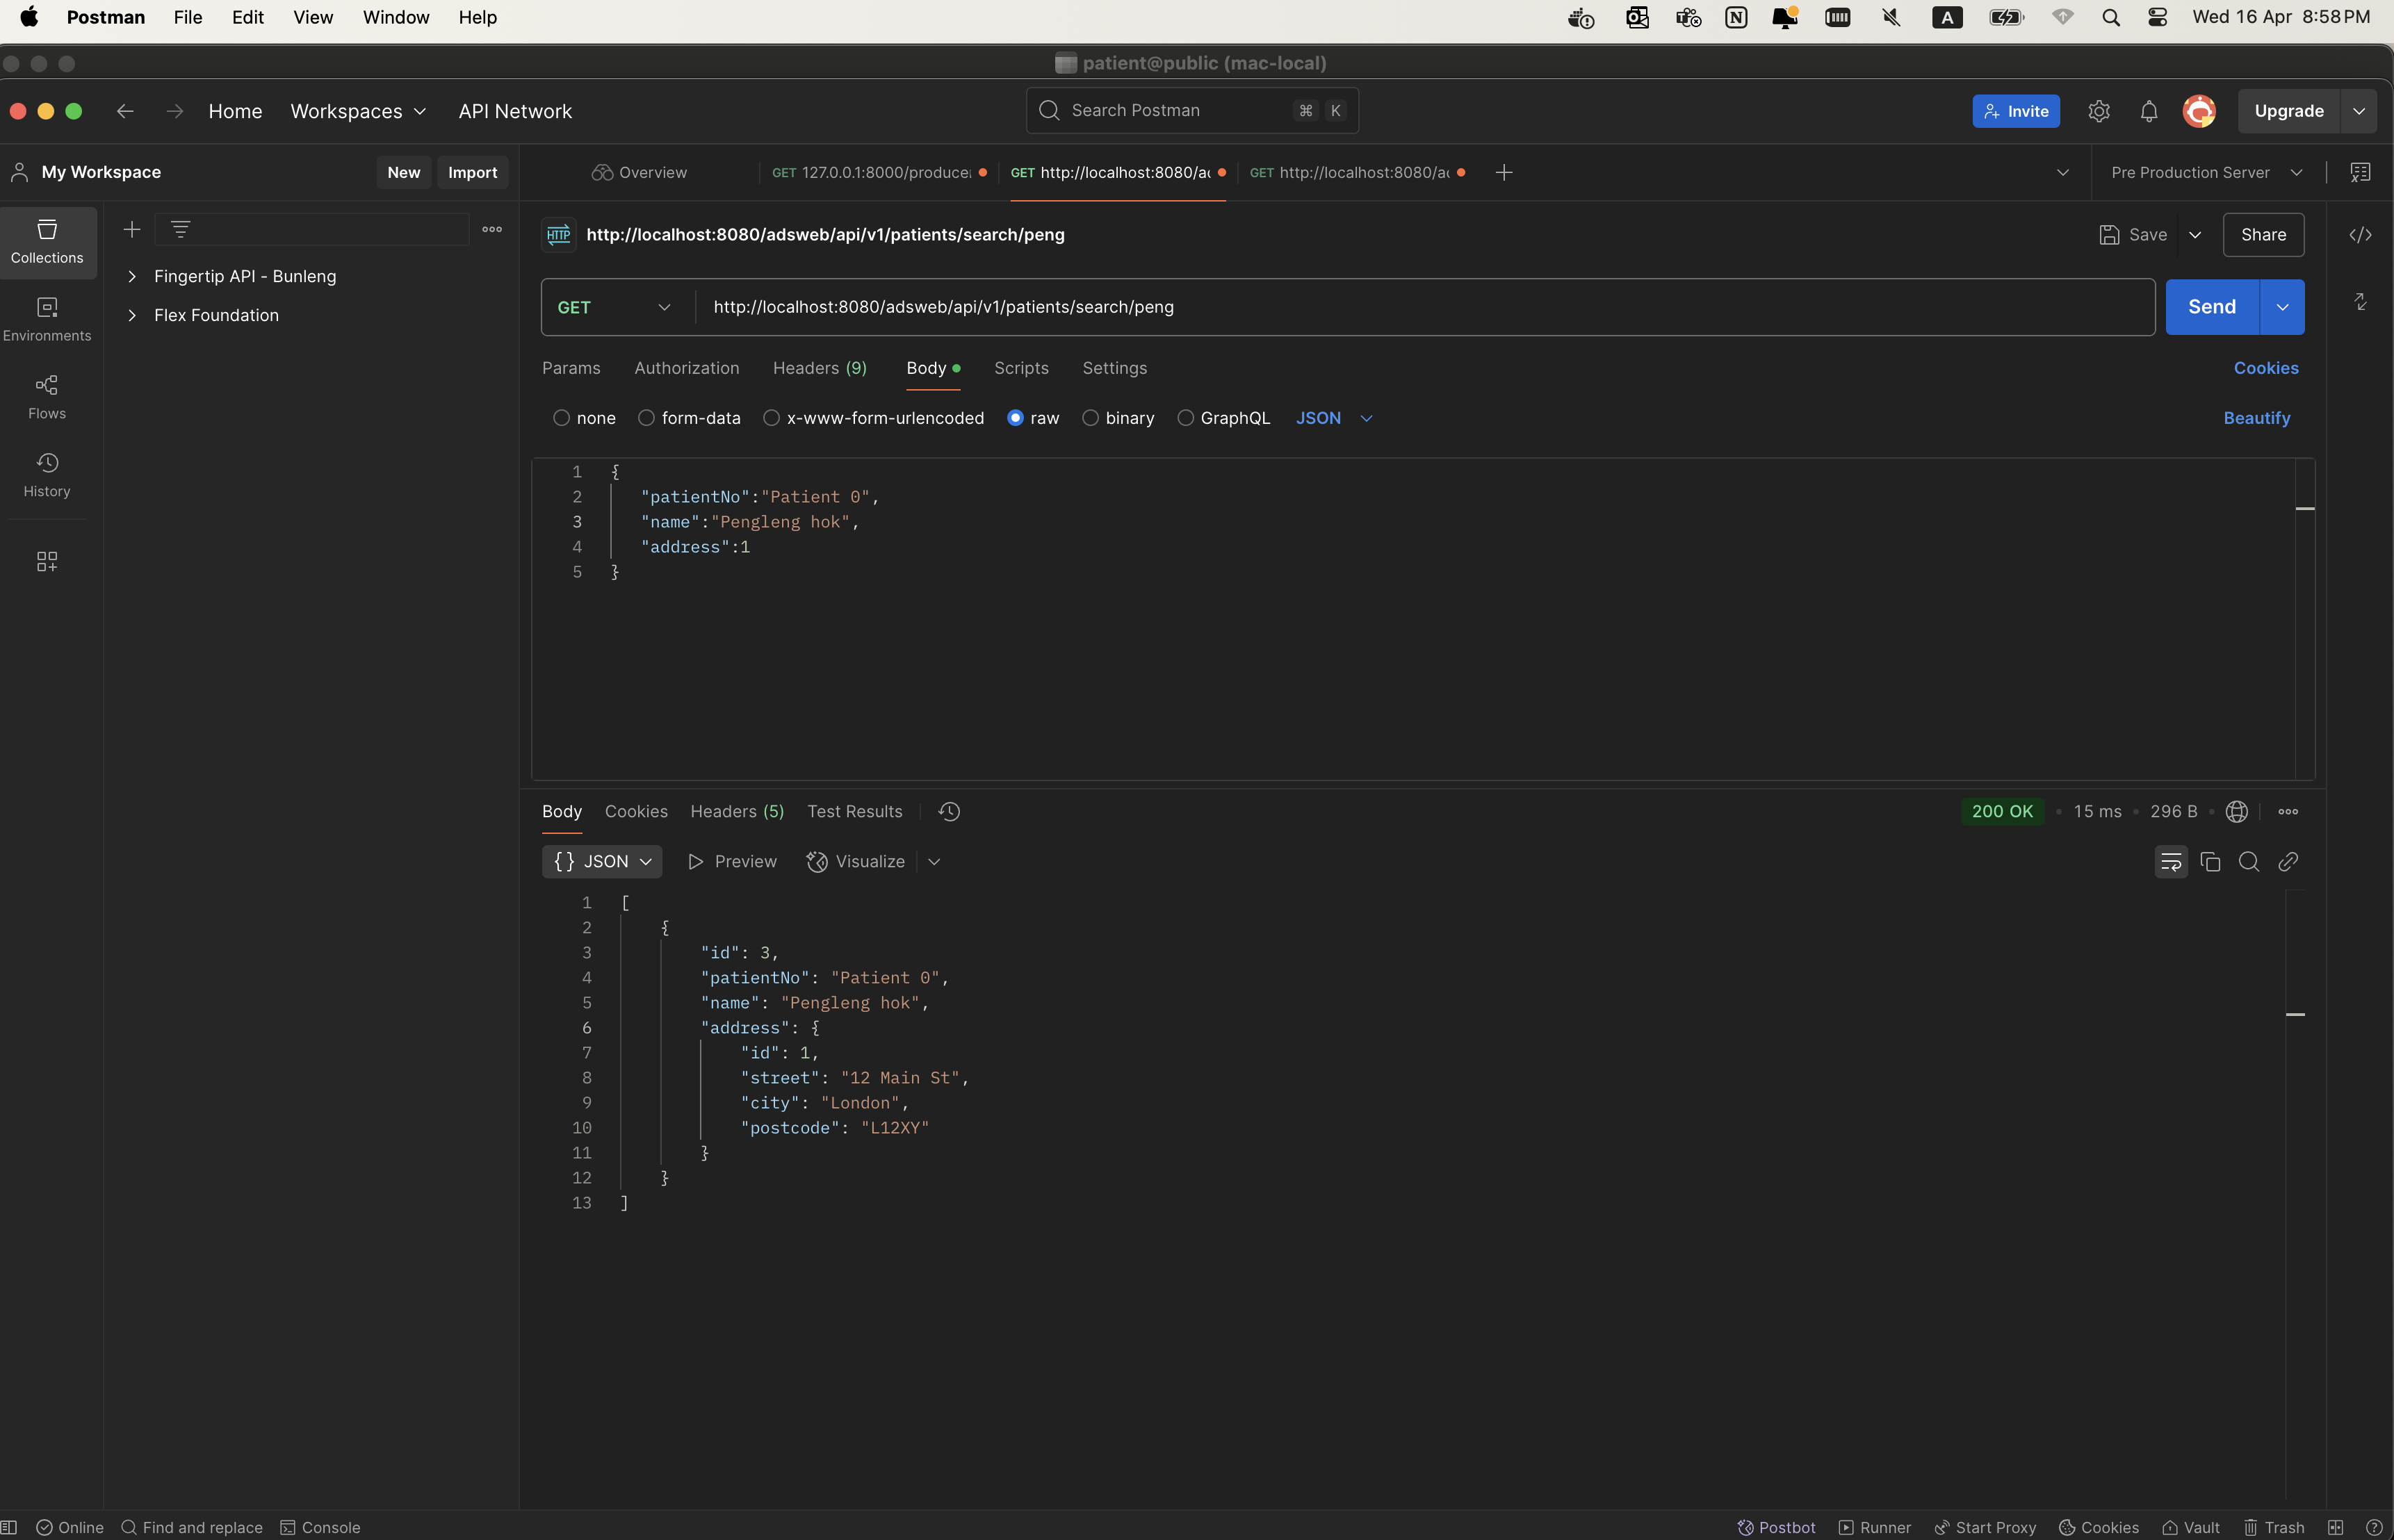 Postman File Edit View Window Help A Wed 16 Apr 8:58 PM
patient@public (mac-local)
Home Workspaces API Network Search Postman ⌘ K Invite Upgrade
My Workspace New Import Overview GET 127.0.0.1:8000/produce GET http://localhost:8080/a GET http://localhost:8080/a Pre Production Server
Collections
Environments
Flows
History
Fingertip API - Bunleng
Flex Foundation
HTTP http://localhost:8080/adsweb/api/v1/patients/search/peng Save Share
GET http://localhost:8080/adsweb/api/v1/patients/search/peng Send
Params Authorization Headers (9) Body Scripts Settings Cookies
none form-data x-www-form-urlencoded raw binary GraphQL JSON Beautify
1 {
2 "patientNo":"Patient 0",
3 "name":"Pengleng hok",
4 "address":1
5 }
Body Cookies Headers (5) Test Results 200 OK 15 ms 296 B
{} JSON Preview Visualize
1 [
2 {
3 "id": 3,
4 "patientNo": "Patient 0",
5 "name": "Pengleng hok",
6 "address": {
7 "id": 1,
8 "street": "12 Main St",
9 "city": "London",
10 "postcode": "L12XY"
11 }
12 }
13 ]
Online Find and replace Console Postbot Runner Start Proxy Cookies Vault Trash